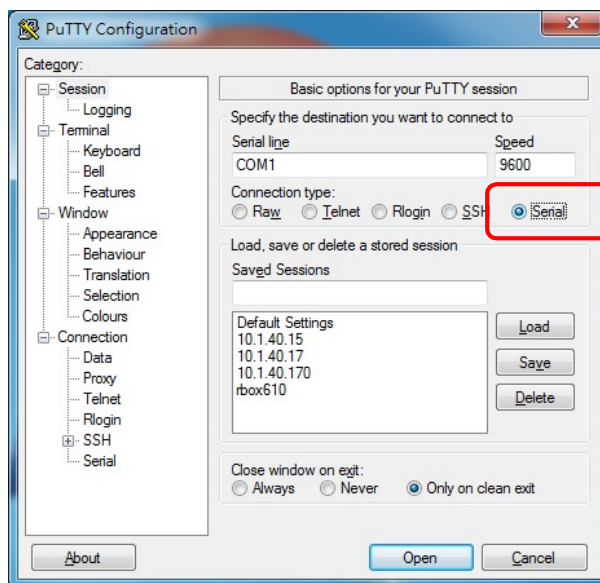 PuTTY Configuration
Category:
Session
Logging
Terminal
Keyboard
Bell
Features
Window
Appearance
Behaviour
Translation
Selection
Colours
Connection
Data
Proxy
Telnet
Rlogin
SSH
Serial
About
Basic options for your PuTTY session
Specify the destination you want to connect to
Serial line Speed
COM1 9600
Connection type:
Raw Telnet Rlogin SSH Serial
Load, save or delete a stored session
Saved Sessions
Default Settings
10.1.40.15
10.1.40.17
10.1.40.170
rbox610
Load
Save
Delete
Close window on exit:
Always Never Only on clean exit
Open Cancel